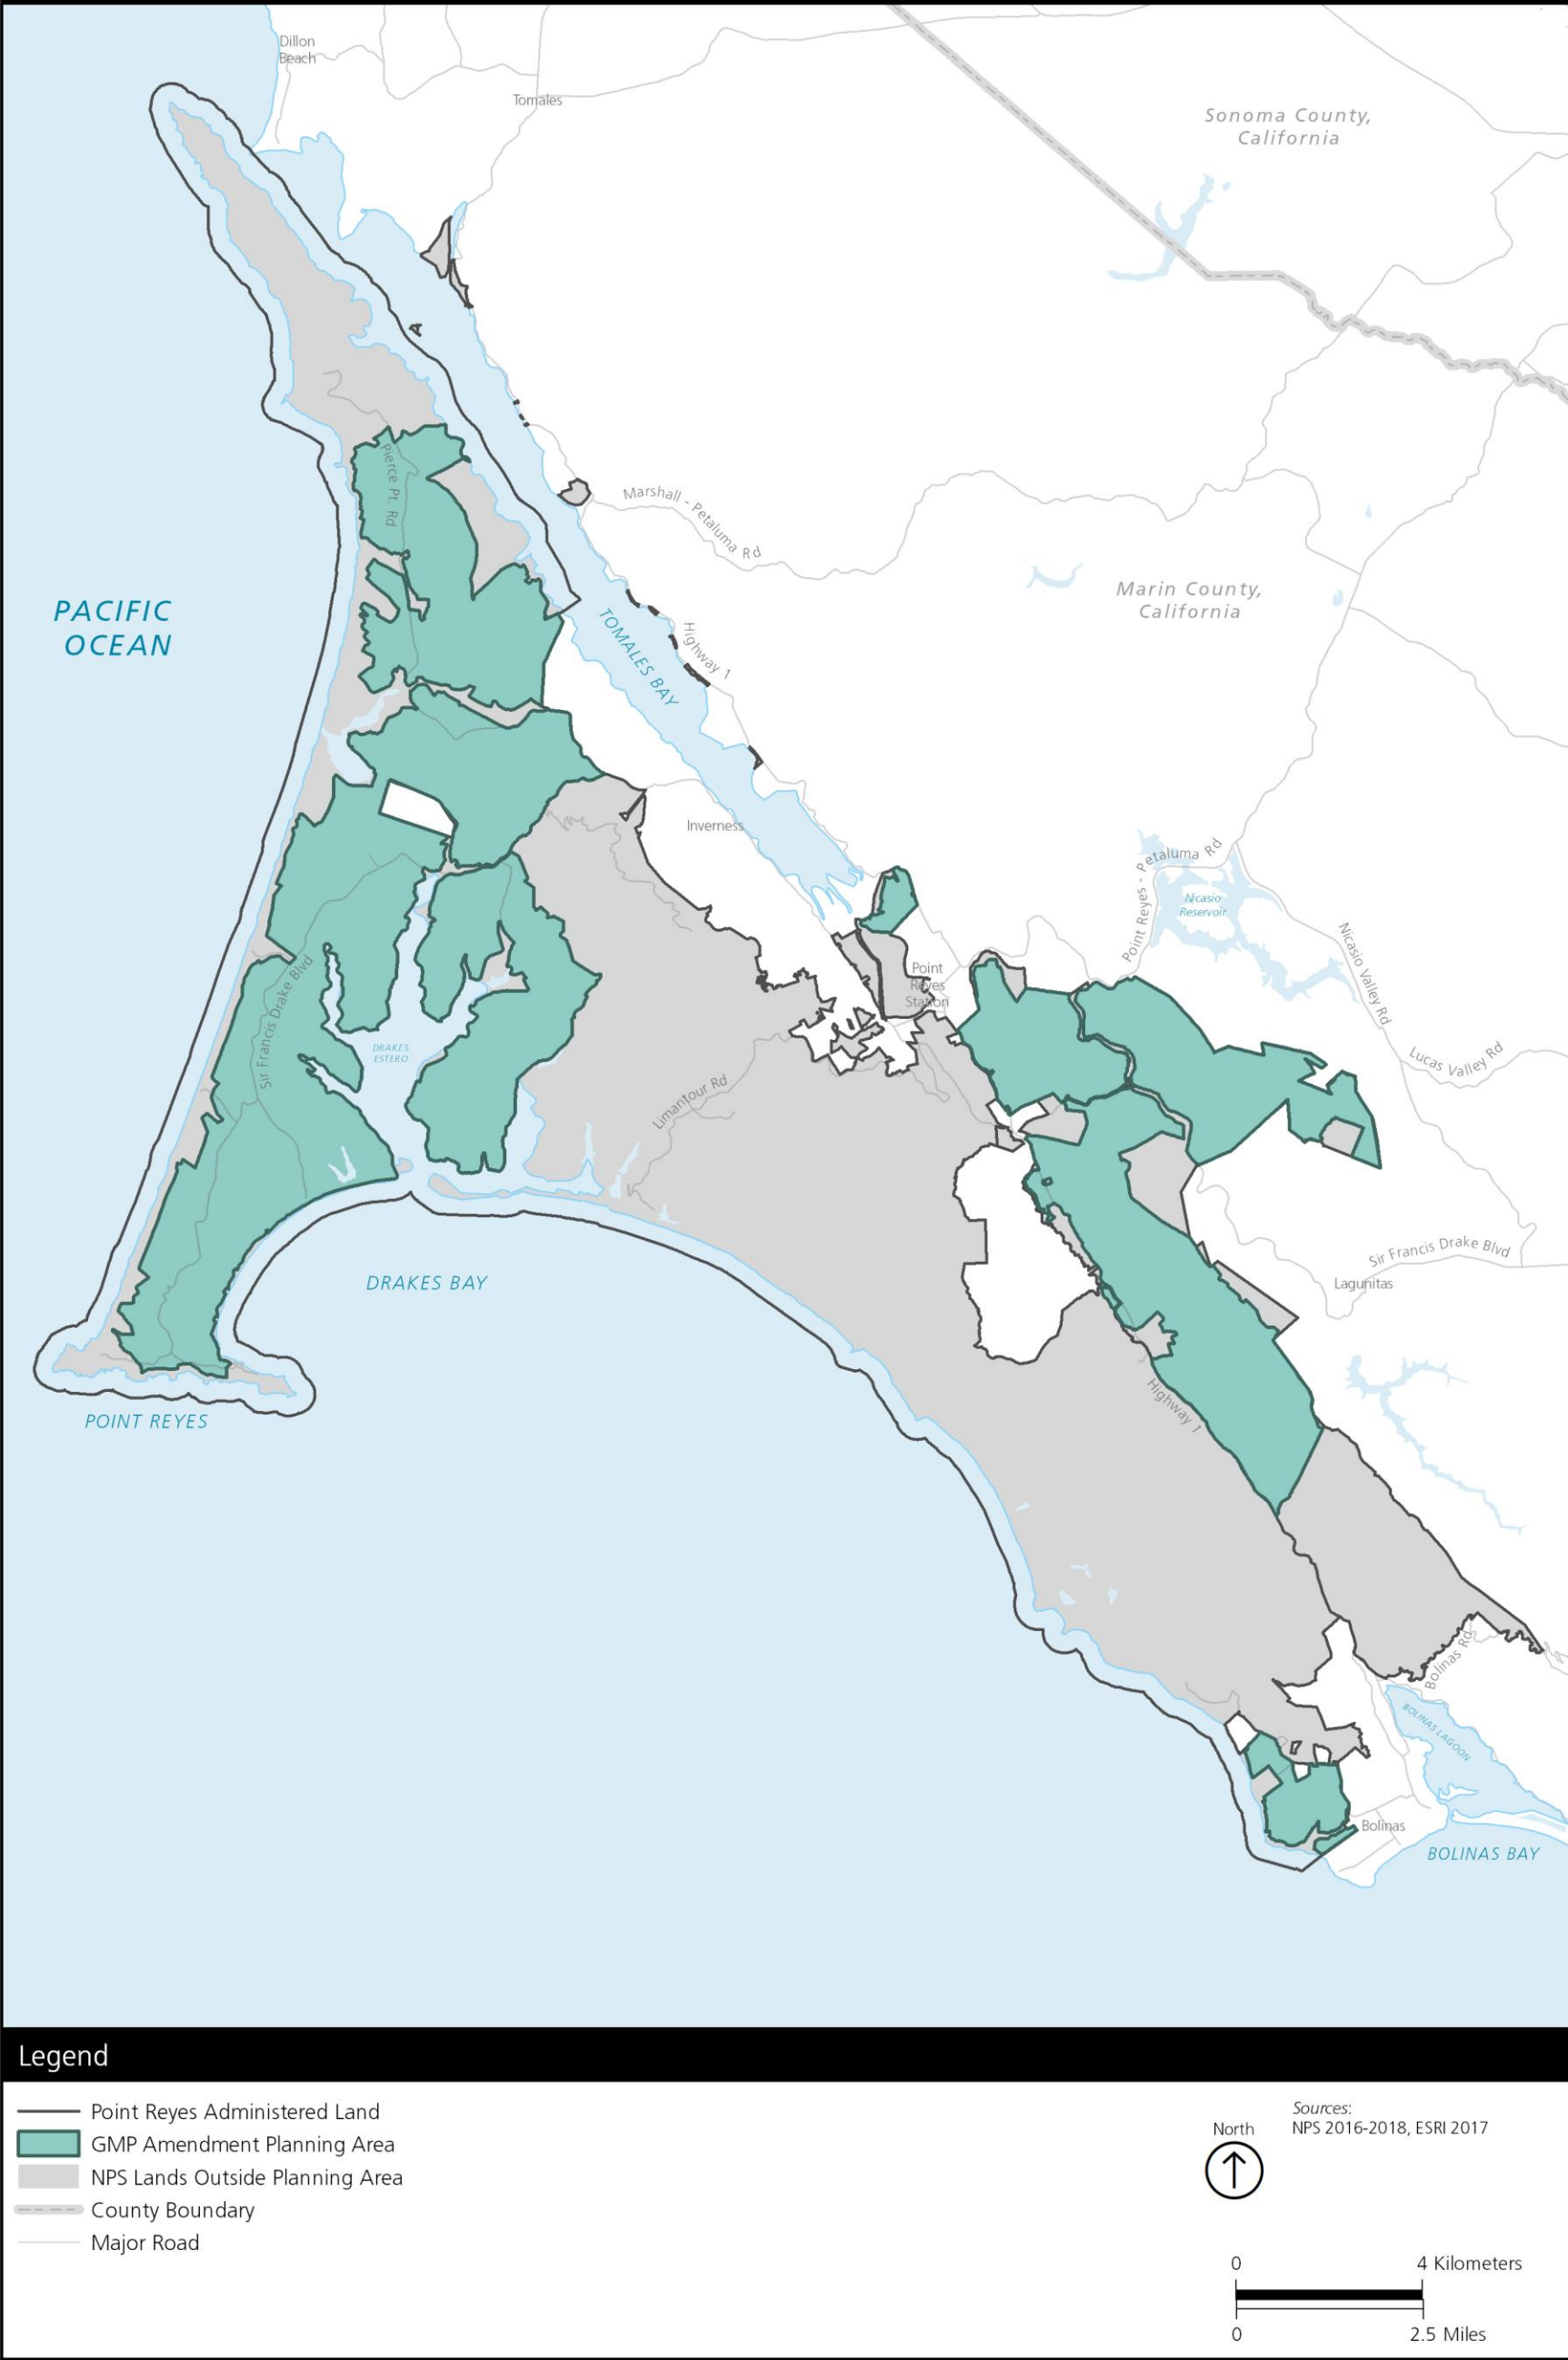 Dillon
Beach
Tomales
Sonoma County,
California
Pierce Pt. Rd
Marshall - Petaluma Rd
PACIFIC
OCEAN
Marin County,
California
TOMALES BAY
Highway 1
Inverness
Point Reyes - Petaluma Rd
Nicasio
Reservoir
Nicasio Valley Rd
Point
Reyes
Station
Sir Francis Drake Blvd
DRAKES
ESTERO
Limantour Rd
Lucas Valley Rd
Sir Francis Drake Blvd
Lagunitas
DRAKES BAY
POINT REYES
Highway 1
Bolinas Rd
BOLINAS LAGOON
Bolinas
BOLINAS BAY
Legend
Point Reyes Administered Land
GMP Amendment Planning Area
NPS Lands Outside Planning Area
County Boundary
Major Road
North
Sources:
NPS 2016-2018, ESRI 2017
0 4 Kilometers
0 2.5 Miles